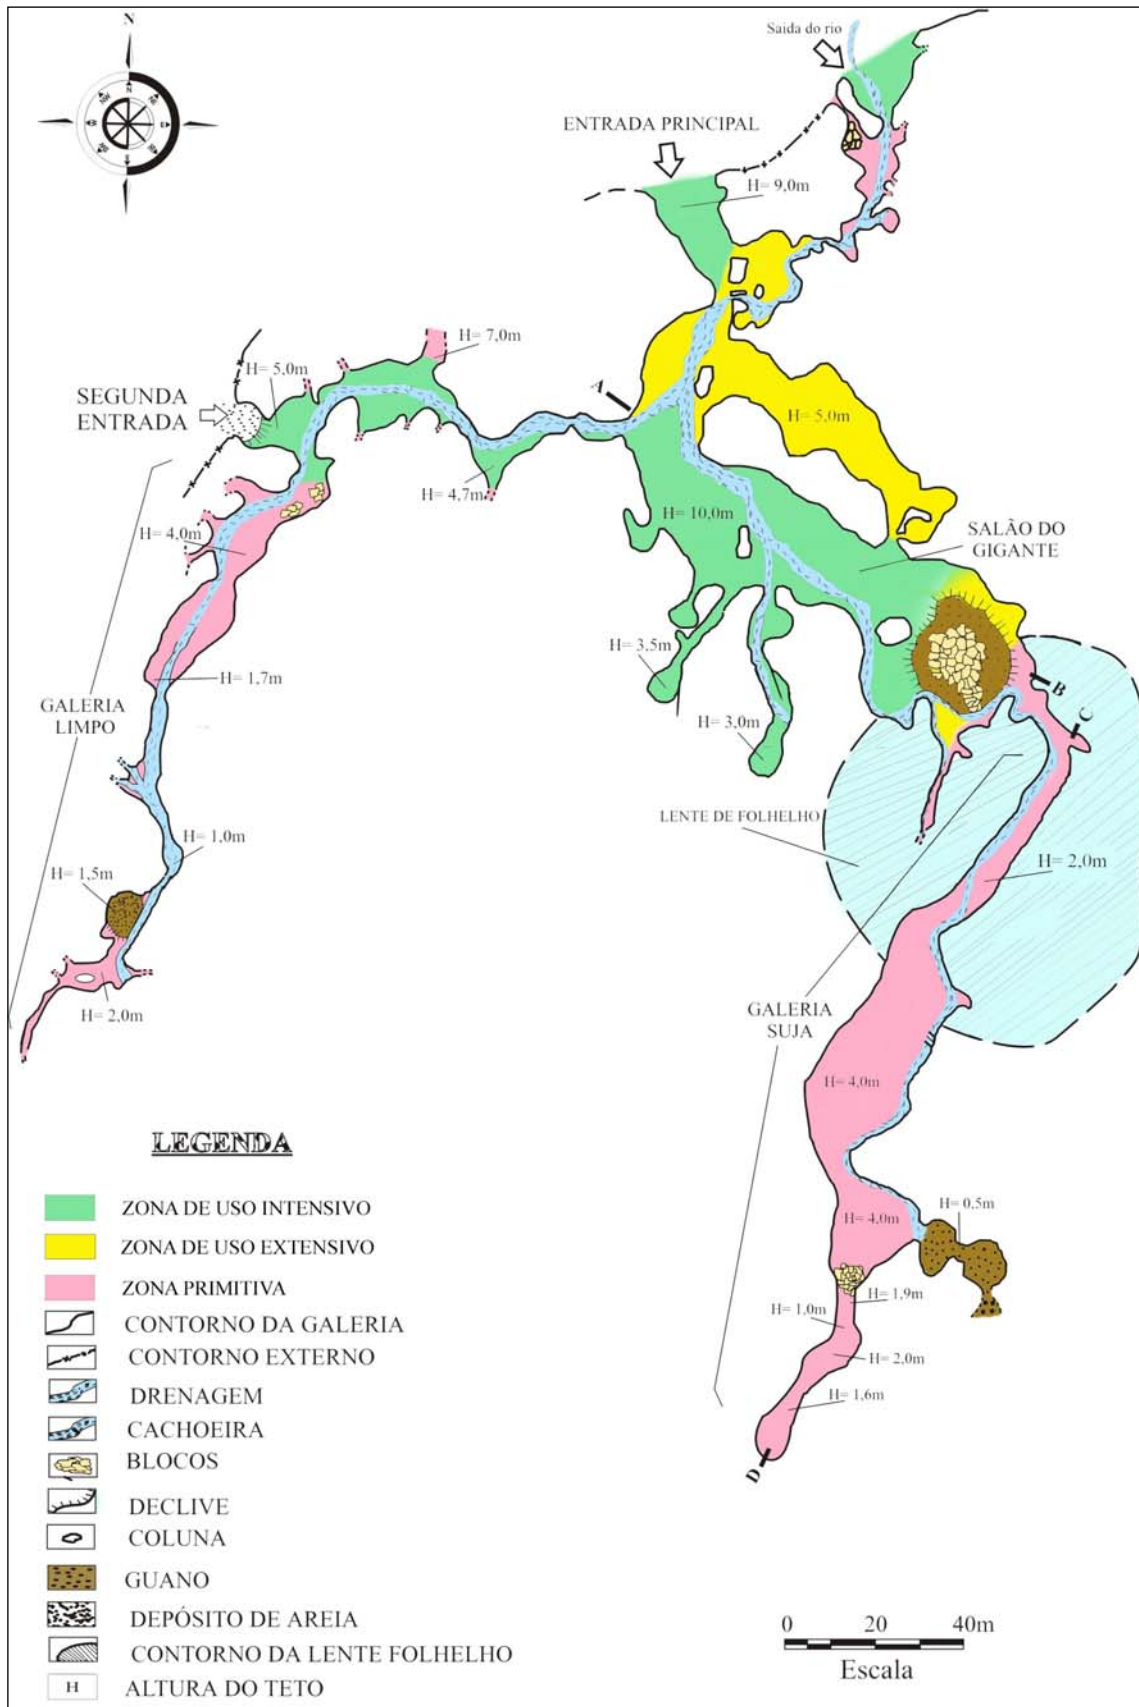 N
Saida do rio
ENTRADA PRINCIPAL
H= 9,0m
H= 7,0m
H= 5,0m
SEGUNDA
ENTRADA
A
H= 5,0m
H= 4,7m
H= 10,0m
SALÃO DO
GIGANTE
H= 4,0m
H= 3,5m
B
H= 1,7m
GALERIA
LIMPO
C
H= 3,0m
LENTE DE FOLHELHO
H= 1,0m
H= 2,0m
H= 1,5m
H= 2,0m
GALERIA
SUJA
H= 4,0m
H= 0,5m
H= 4,0m
H= 1,9m
H= 1,0m
H= 2,0m
H= 1,6m
D
LEGENDA
ZONA DE USO INTENSIVO
ZONA DE USO EXTENSIVO
ZONA PRIMITIVA
CONTORNO DA GALERIA
CONTORNO EXTERNO
DRENAGEM
CACHOEIRA
BLOCOS
DECLIVE
COLUNA
GUANO
DEPÓSITO DE AREIA
CONTORNO DA LENTE FOLHELHO
H ALTURA DO TETO
0 20 40m
Escala